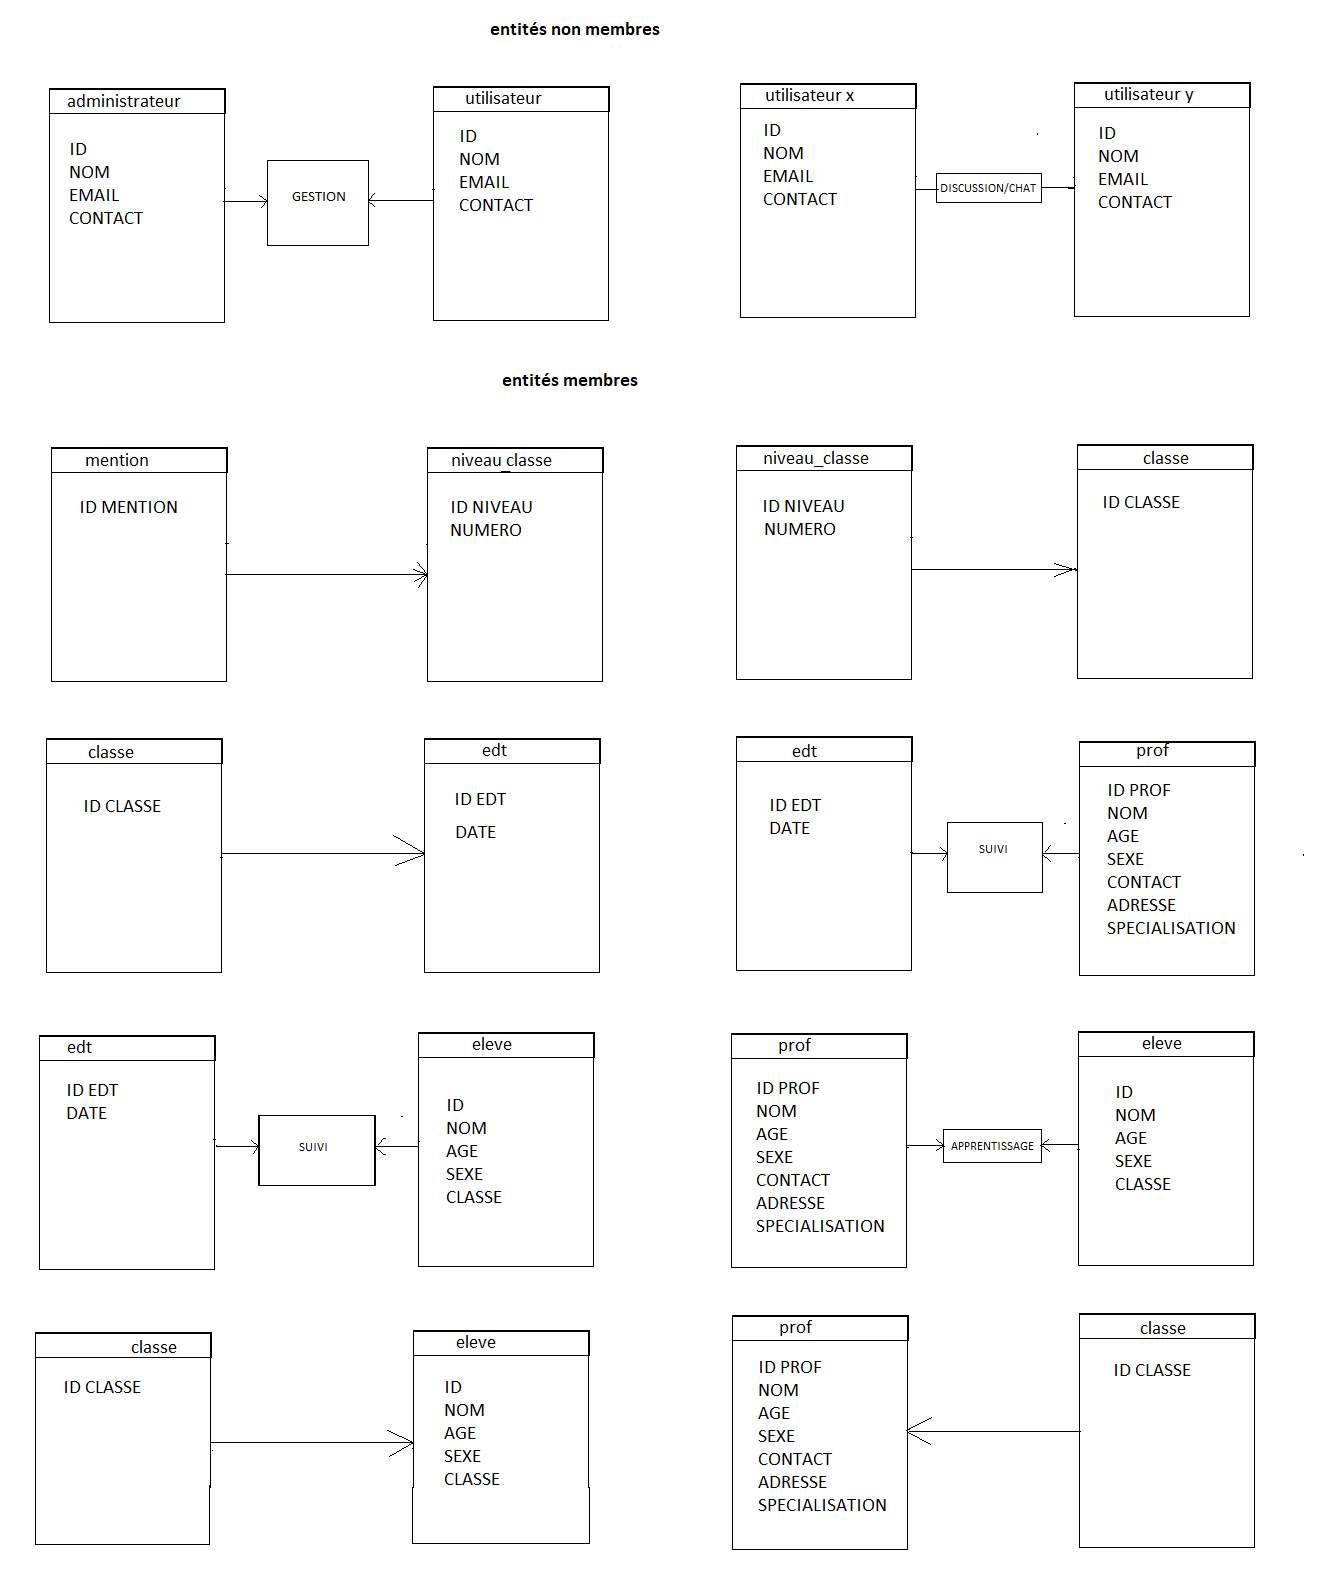 entités non membres
administrateur
ID
NOM
EMAIL
CONTACT
GESTION
utilisateur
ID
NOM
EMAIL
CONTACT
utilisateur x
ID
NOM
EMAIL
CONTACT
DISCUSSION/CHAT
utilisateur y
ID
NOM
EMAIL
CONTACT
entités membres
mention
ID MENTION
niveau_classe
ID NIVEAU
NUMERO
niveau_classe
ID NIVEAU
NUMERO
classe
ID CLASSE
classe
ID CLASSE
edt
ID EDT
DATE
edt
ID EDT
DATE
SUIVI
prof
ID PROF
NOM
AGE
SEXE
CONTACT
ADRESSE
SPECIALISATION
edt
ID EDT
DATE
SUIVI
eleve
ID
NOM
AGE
SEXE
CLASSE
prof
ID PROF
NOM
AGE
SEXE
CONTACT
ADRESSE
SPECIALISATION
APPRENTISSAGE
eleve
ID
NOM
AGE
SEXE
CLASSE
classe
ID CLASSE
eleve
ID
NOM
AGE
SEXE
CLASSE
prof
ID PROF
NOM
AGE
SEXE
CONTACT
ADRESSE
SPECIALISATION
classe
ID CLASSE